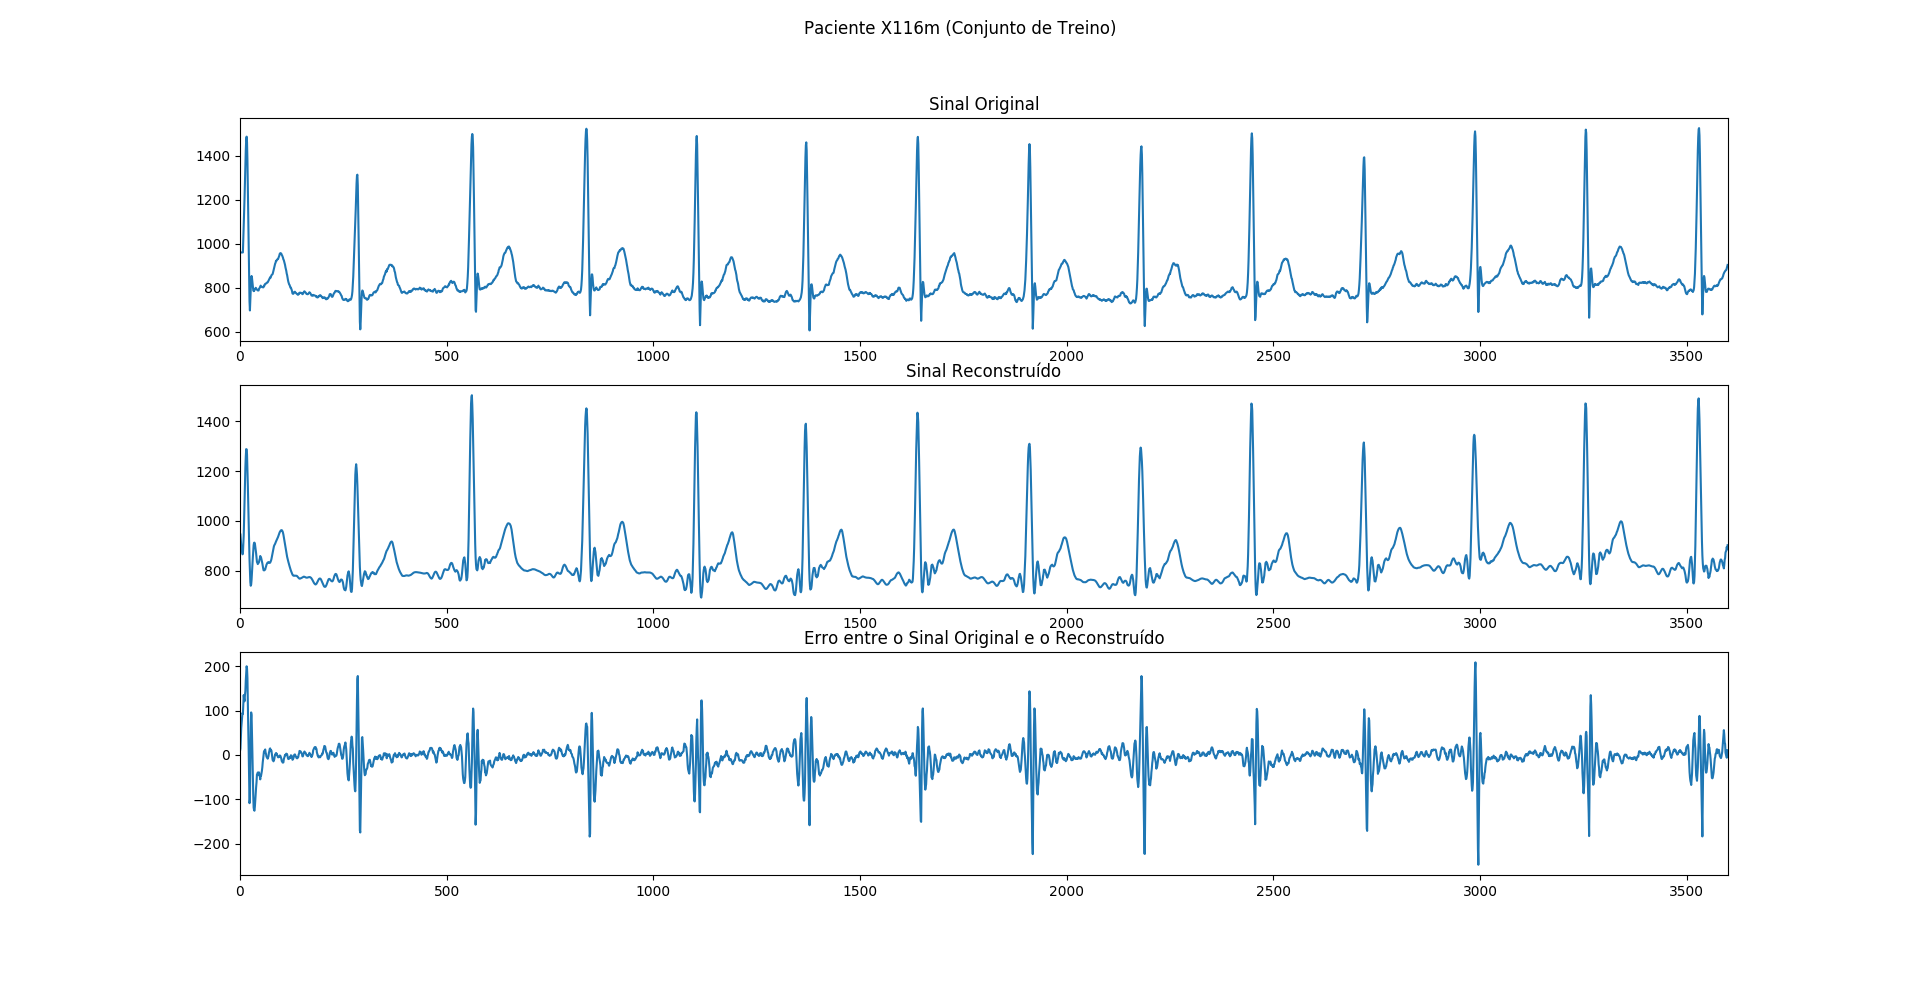 Paciente X116m (Conjunto de Treino)
Sinal Original
1400
1200
1000
800
600
0 500 1000 1500 2000 2500 3000 3500
Sinal Reconstruído
1400
1200
1000
800
0 500 1000 1500 2000 2500 3000 3500
Erro entre o Sinal Original e o Reconstruído
200
100
0
−100
−200
0 500 1000 1500 2000 2500 3000 3500